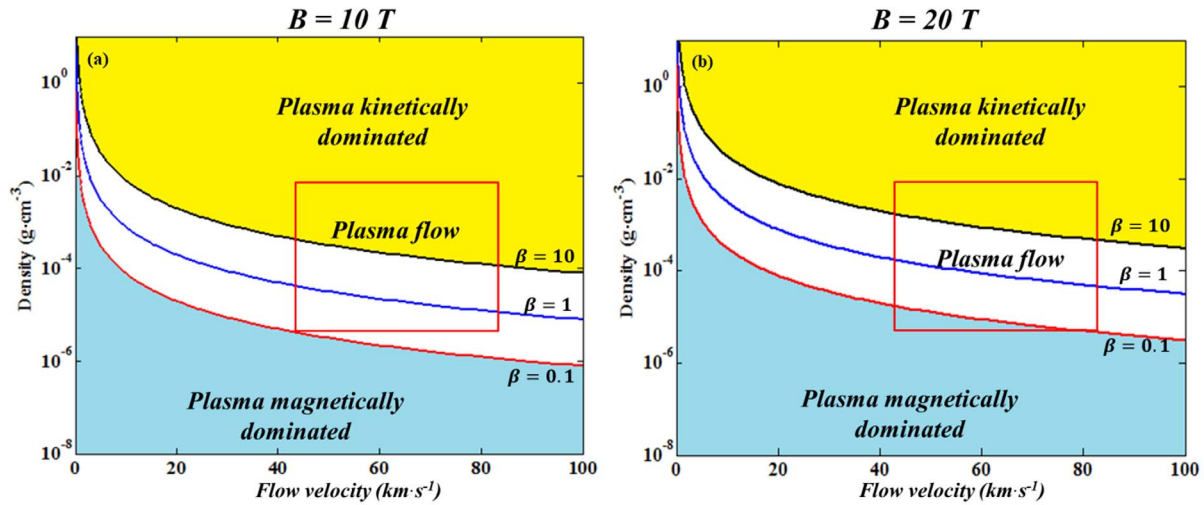 B = 10 T
(a)
Plasma kinetically
dominated
Plasma flow
β = 10
β = 1
β = 0.1
Plasma magnetically
dominated
10⁰
10⁻²
10⁻⁴
10⁻⁶
10⁻⁸
Density (g·cm⁻³)
0
20
40
60
80
100
Flow velocity (km·s⁻¹)
B = 20 T
(b)
Plasma kinetically
dominated
Plasma flow
β = 10
β = 1
β = 0.1
Plasma magnetically
dominated
10⁰
10⁻²
10⁻⁴
10⁻⁶
10⁻⁸
Density (g·cm⁻³)
0
20
40
60
80
100
Flow velocity (km·s⁻¹)